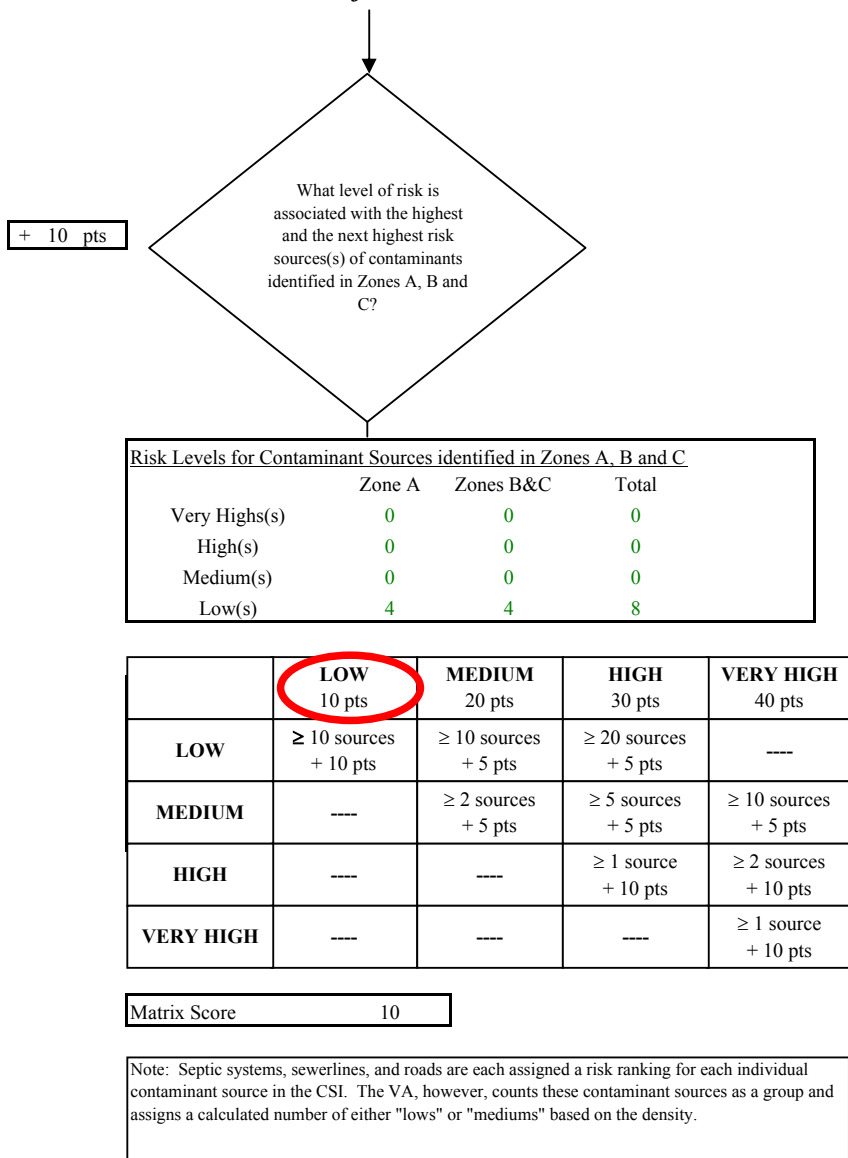 What level of risk is
associated with the highest
+ 10 pts
and the next highest risk
sources(s) of contaminants
identified in Zones A, B and
C?
Risk Levels for Contaminant Sources identified in Zones A, B and C
Zone A Zones B&C Total
Very Highs(s) 0 0 0
High(s) 0 0 0
Medium(s) 0 0 0
Low(s) 4 4 8
LOW MEDIUM HIGH VERY HIGH
10 pts 20 pts 30 pts 40 pts
LOW ≥ 10 sources + 10 pts ≥ 10 sources + 5 pts ≥ 20 sources + 5 pts ----
MEDIUM ---- ≥ 2 sources + 5 pts ≥ 5 sources + 5 pts ≥ 10 sources + 5 pts
HIGH ---- ---- ≥ 1 source + 10 pts ≥ 2 sources + 10 pts
VERY HIGH ---- ---- ---- ≥ 1 source + 10 pts
Matrix Score 10
Note: Septic systems, sewerlines, and roads are each assigned a risk ranking for each individual
contaminant source in the CSI. The VA, however, counts these contaminant sources as a group and
assigns a calculated number of either "lows" or "mediums" based on the density.